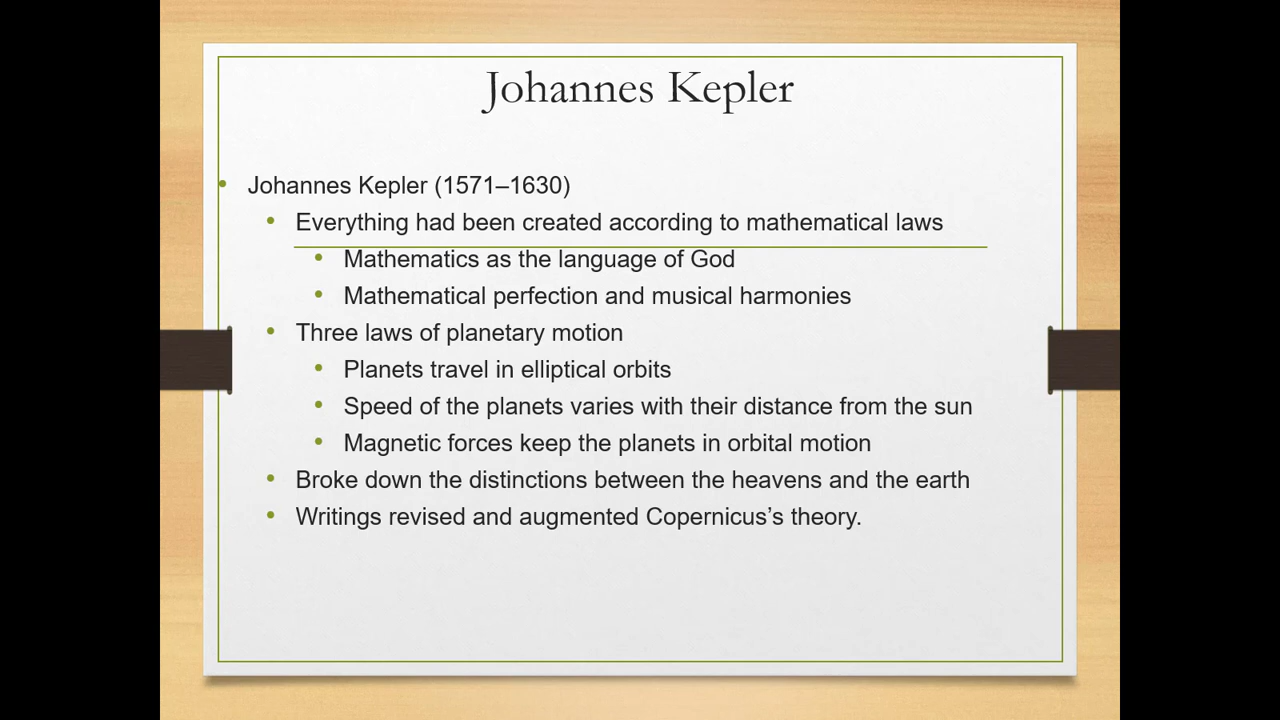 Johannes Kepler
• Johannes Kepler (1571–1630)
• Everything had been created according to mathematical laws
• Mathematics as the language of God
• Mathematical perfection and musical harmonies
• Three laws of planetary motion
• Planets travel in elliptical orbits
• Speed of the planets varies with their distance from the sun
• Magnetic forces keep the planets in orbital motion
• Broke down the distinctions between the heavens and the earth
• Writings revised and augmented Copernicus’s theory.